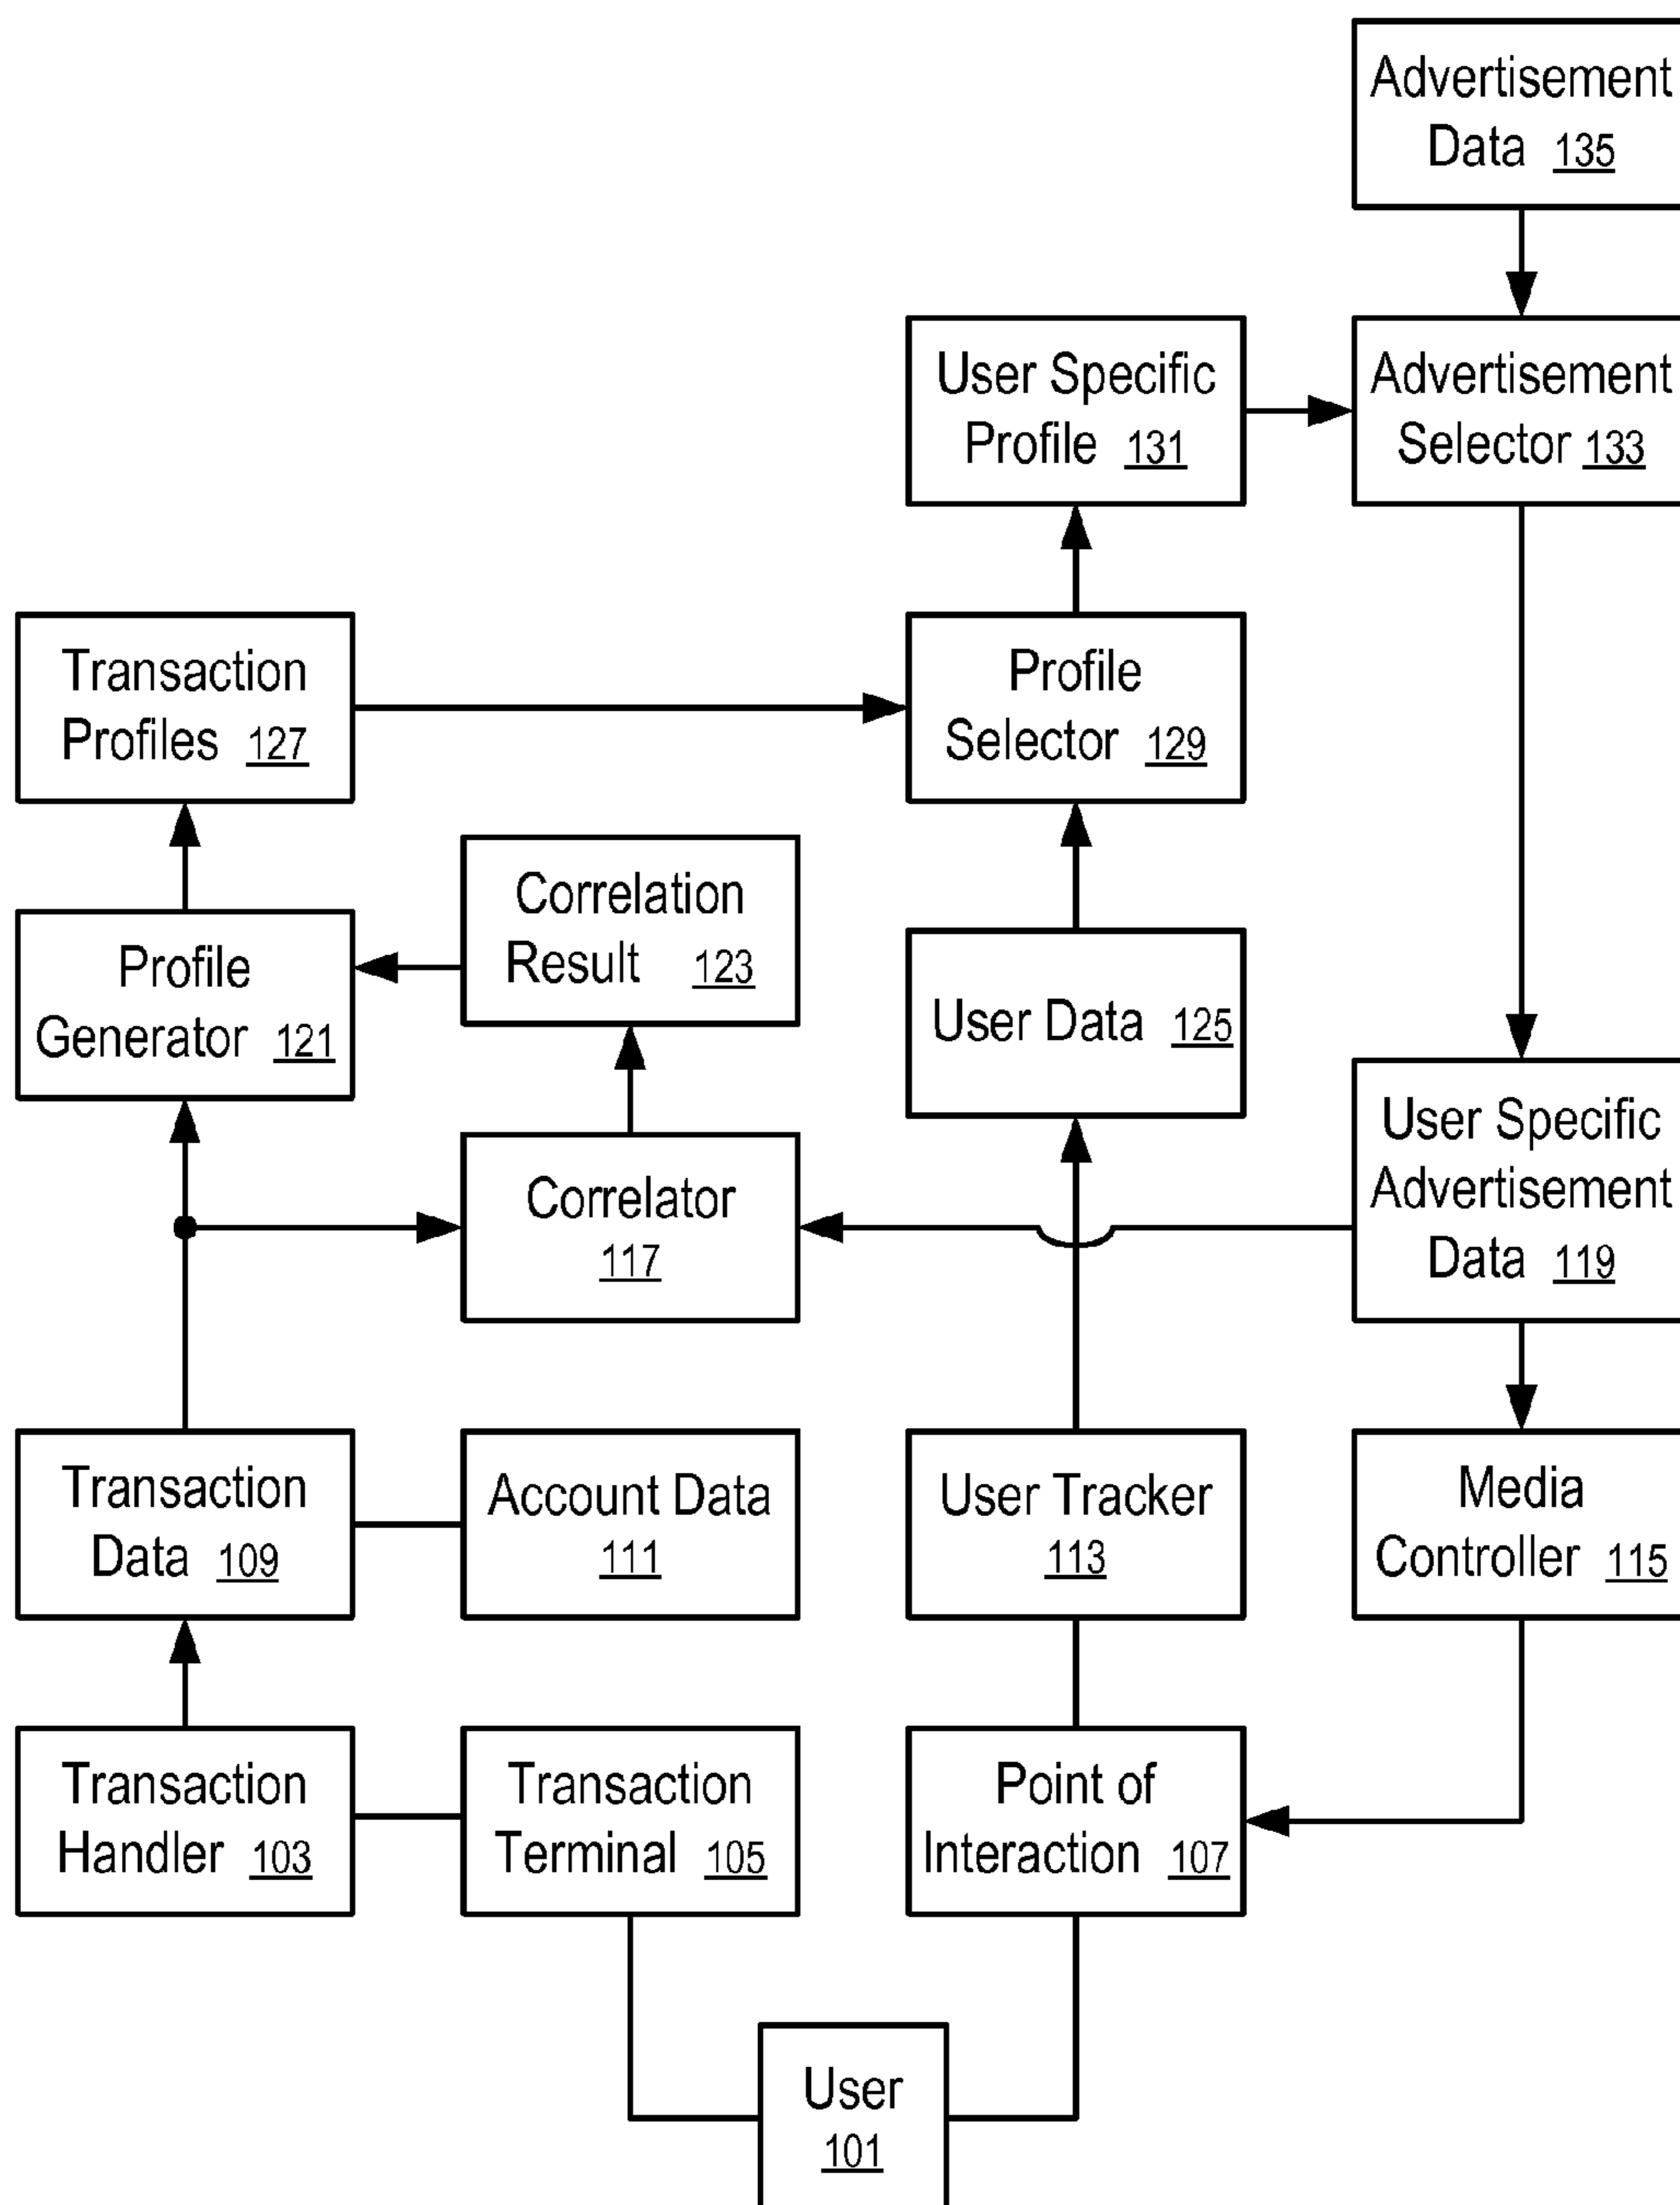 Advertisement
Data 135
User Specific
Profile 131
Advertisement
Selector 133
Transaction
Profiles 127
Profile
Selector 129
Correlation
Result 123
Profile
Generator 121
User Data 125
User Specific
Advertisement
Data 119
Correlator
117
Transaction
Data 109
Account Data
111
User Tracker
113
Media
Controller 115
Transaction
Handler 103
Transaction
Terminal 105
Point of
Interaction 107
User
101